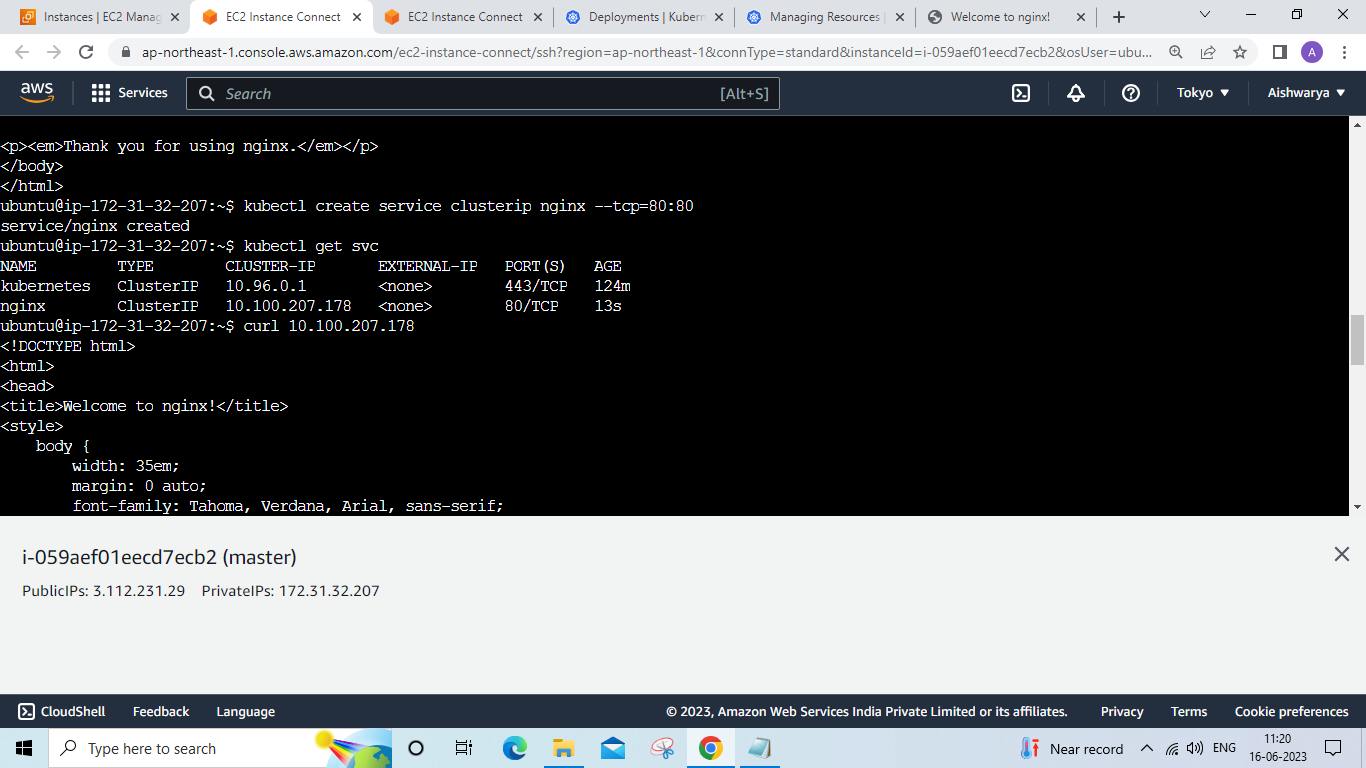 Instances | EC2 Manag
EC2 Instance Connect
EC2 Instance Connect
Deployments | Kubern
Managing Resources |
Welcome to nginx!
ap-northeast-1.console.aws.amazon.com/ec2-instance-connect/ssh?region=ap-northeast-1&connType=standard&instanceId=i-059aef01eecd7ecb2&osUser=ubu...
A
aws
Services
Search
[Alt+S]
Tokyo
Aishwarya
<p><em>Thank you for using nginx.</em></p>
</body>
</html>
ubuntu@ip-172-31-32-207:~$ kubectl create service clusterip nginx --tcp=80:80
service/nginx created
ubuntu@ip-172-31-32-207:~$ kubectl get svc
NAME TYPE CLUSTER-IP EXTERNAL-IP PORT(S) AGE
kubernetes ClusterIP 10.96.0.1 <none> 443/TCP 124m
nginx ClusterIP 10.100.207.178 <none> 80/TCP 13s
ubuntu@ip-172-31-32-207:~$ curl 10.100.207.178
<!DOCTYPE html>
<html>
<head>
<title>Welcome to nginx!</title>
<style>
body {
width: 35em;
margin: 0 auto;
font-family: Tahoma, Verdana, Arial, sans-serif;
i-059aef01eecd7ecb2 (master)
PublicIPs: 3.112.231.29 PrivateIPs: 172.31.32.207
CloudShell
Feedback
Language
© 2023, Amazon Web Services India Private Limited or its affiliates.
Privacy
Terms
Cookie preferences
Type here to search
Near record
ENG
11:20
16-06-2023